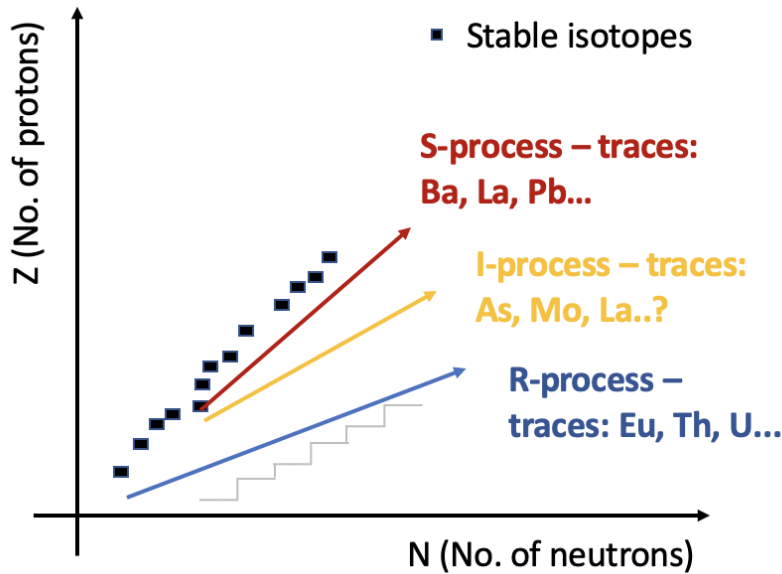 Stable isotopes
S-process – traces:
Ba, La, Pb...
I-process – traces:
As, Mo, La..?
R-process –
traces: Eu, Th, U...
Z (No. of protons)
N (No. of neutrons)